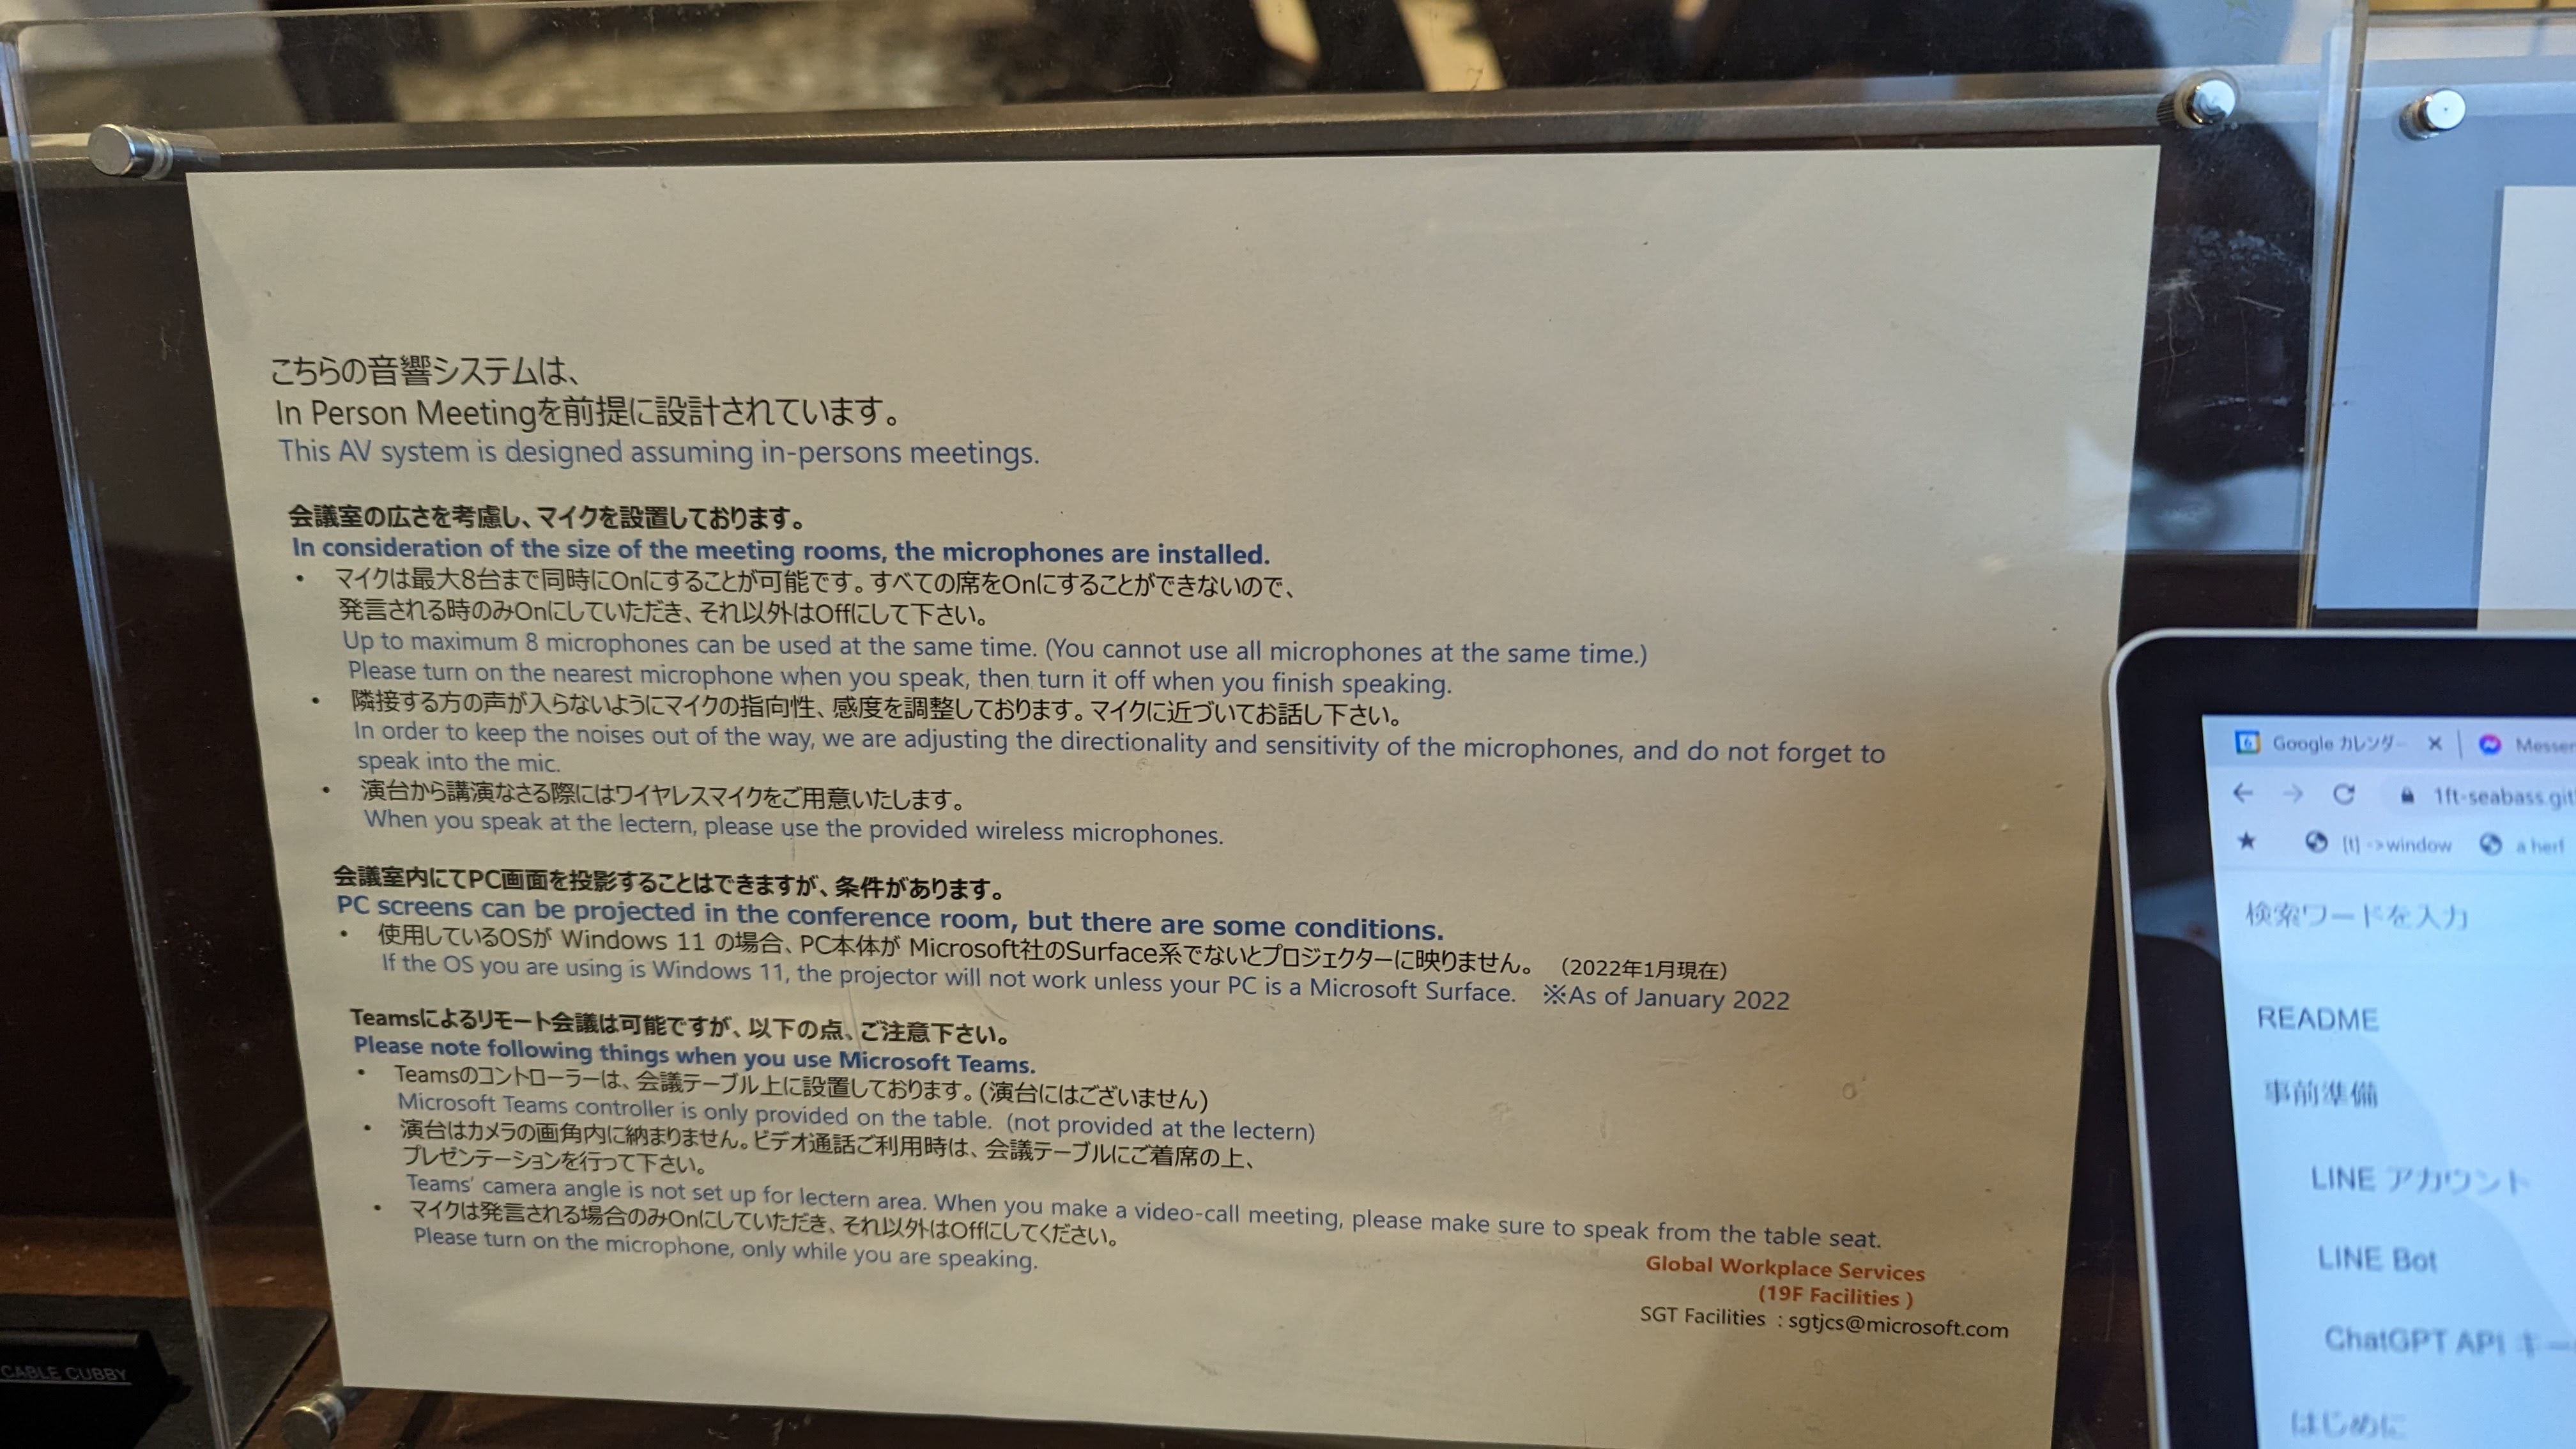 こちらの音響システムは、
In Person Meetingを前提に設計されています。
This AV system is designed assuming in-persons meetings.
会議室の広さを考慮し、マイクを設置しております。
In consideration of the size of the meeting rooms, the microphones are installed.
• マイクは最大8台まで同時にOnにすることが可能です。すべての席をOnにすることができないので、
発言される時のみOnにしていただき、それ以外はOffにして下さい。
Up to maximum 8 microphones can be used at the same time. (You cannot use all microphones at the same time.)
Please turn on the nearest microphone when you speak, then turn it off when you finish speaking.
• 隣接する方の声が入らないようにマイクの指向性、感度を調整しております。マイクに近づいてお話し下さい。
In order to keep the noises out of the way, we are adjusting the directionality and sensitivity of the microphones, and do not forget to
speak into the mic.
• 演台から講演なさる際にはワイヤレスマイクをご用意いたします。
When you speak at the lectern, please use the provided wireless microphones.
会議室内にてPC画面を投影することはできますが、条件があります。
PC screens can be projected in the conference room, but there are some conditions.
• 使用しているOSが Windows 11 の場合、PC本体が Microsoft社のSurface系でないとプロジェクターに映りません。 （2022年1月現在）
If the OS you are using is Windows 11, the projector will not work unless your PC is a Microsoft Surface. ※As of January 2022
Teamsによるリモート会議は可能ですが、以下の点、ご注意下さい。
Please note following things when you use Microsoft Teams.
• Teamsのコントローラーは、会議テーブル上に設置しております。(演台にはございません)
Microsoft Teams controller is only provided on the table. (not provided at the lectern)
• 演台はカメラの画角内に納まりません。ビデオ通話ご利用時は、会議テーブルにご着席の上、
プレゼンテーションを行って下さい。
Teams' camera angle is not set up for lectern area. When you make a video-call meeting, please make sure to speak from the table seat.
• マイクは発言される場合のみOnにしていただき、それ以外はOffにしてください。
Please turn on the microphone, only while you are speaking.
Global Workplace Services
(19F Facilities )
SGT Facilities : sgtjcs@microsoft.com
CABLE CUBBY
Google カレンダー
1ft-seabass.git
[t] ->window a herf
検索ワードを入力
README
事前準備
LINE アカウント
LINE Bot
ChatGPT API キー
はじめに